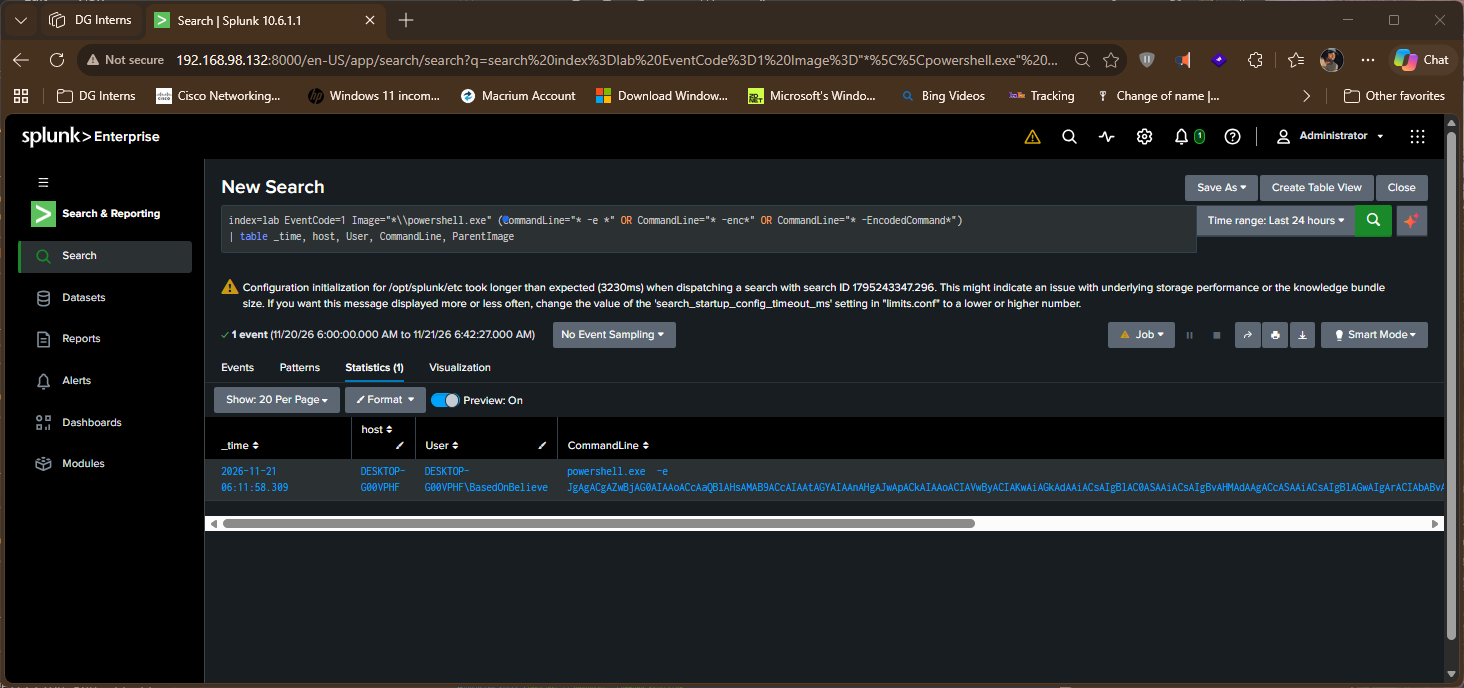 DG Interns
Search | Splunk 10.6.1.1
Not secure
192.168.98.132:8000/en-US/app/search/search?q=search%20index%3Dlab%20EventCode%3D1%20Image%3D"*%5C%5Cpowershell.exe"%20...
Chat
DG Interns
Cisco Networking...
Windows 11 incom...
Macrium Account
Download Window...
Microsoft's Windo...
Bing Videos
Tracking
Change of name |...
Other favorites
splunk>Enterprise
1
Administrator
Search & Reporting
Search
Datasets
Reports
Alerts
Dashboards
Modules
New Search
Save As
Create Table View
Close
index=lab EventCode=1 Image="*\\powershell.exe" (CommandLine="* -e *" OR CommandLine="* -enc*" OR CommandLine="* -EncodedCommand*")
| table _time, host, User, CommandLine, ParentImage
Time range: Last 24 hours
Configuration initialization for /opt/splunk/etc took longer than expected (3230ms) when dispatching a search with search ID 1795243347.296. This might indicate an issue with underlying storage performance or the knowledge bundle
size. If you want this message displayed more or less often, change the value of the 'search_startup_config_timeout_ms' setting in "limits.conf" to a lower or higher number.
1 event (11/20/26 6:00:00.000 AM to 11/21/26 6:42:27.000 AM)
No Event Sampling
Job
Smart Mode
Events
Patterns
Statistics (1)
Visualization
Show: 20 Per Page
Format
Preview: On
_time
host
User
CommandLine
2026-11-21
06:11:58.309
DESKTOP-
G00VPHF
DESKTOP-
G00VPHF\BasedOnBelieve
powershell.exe -e